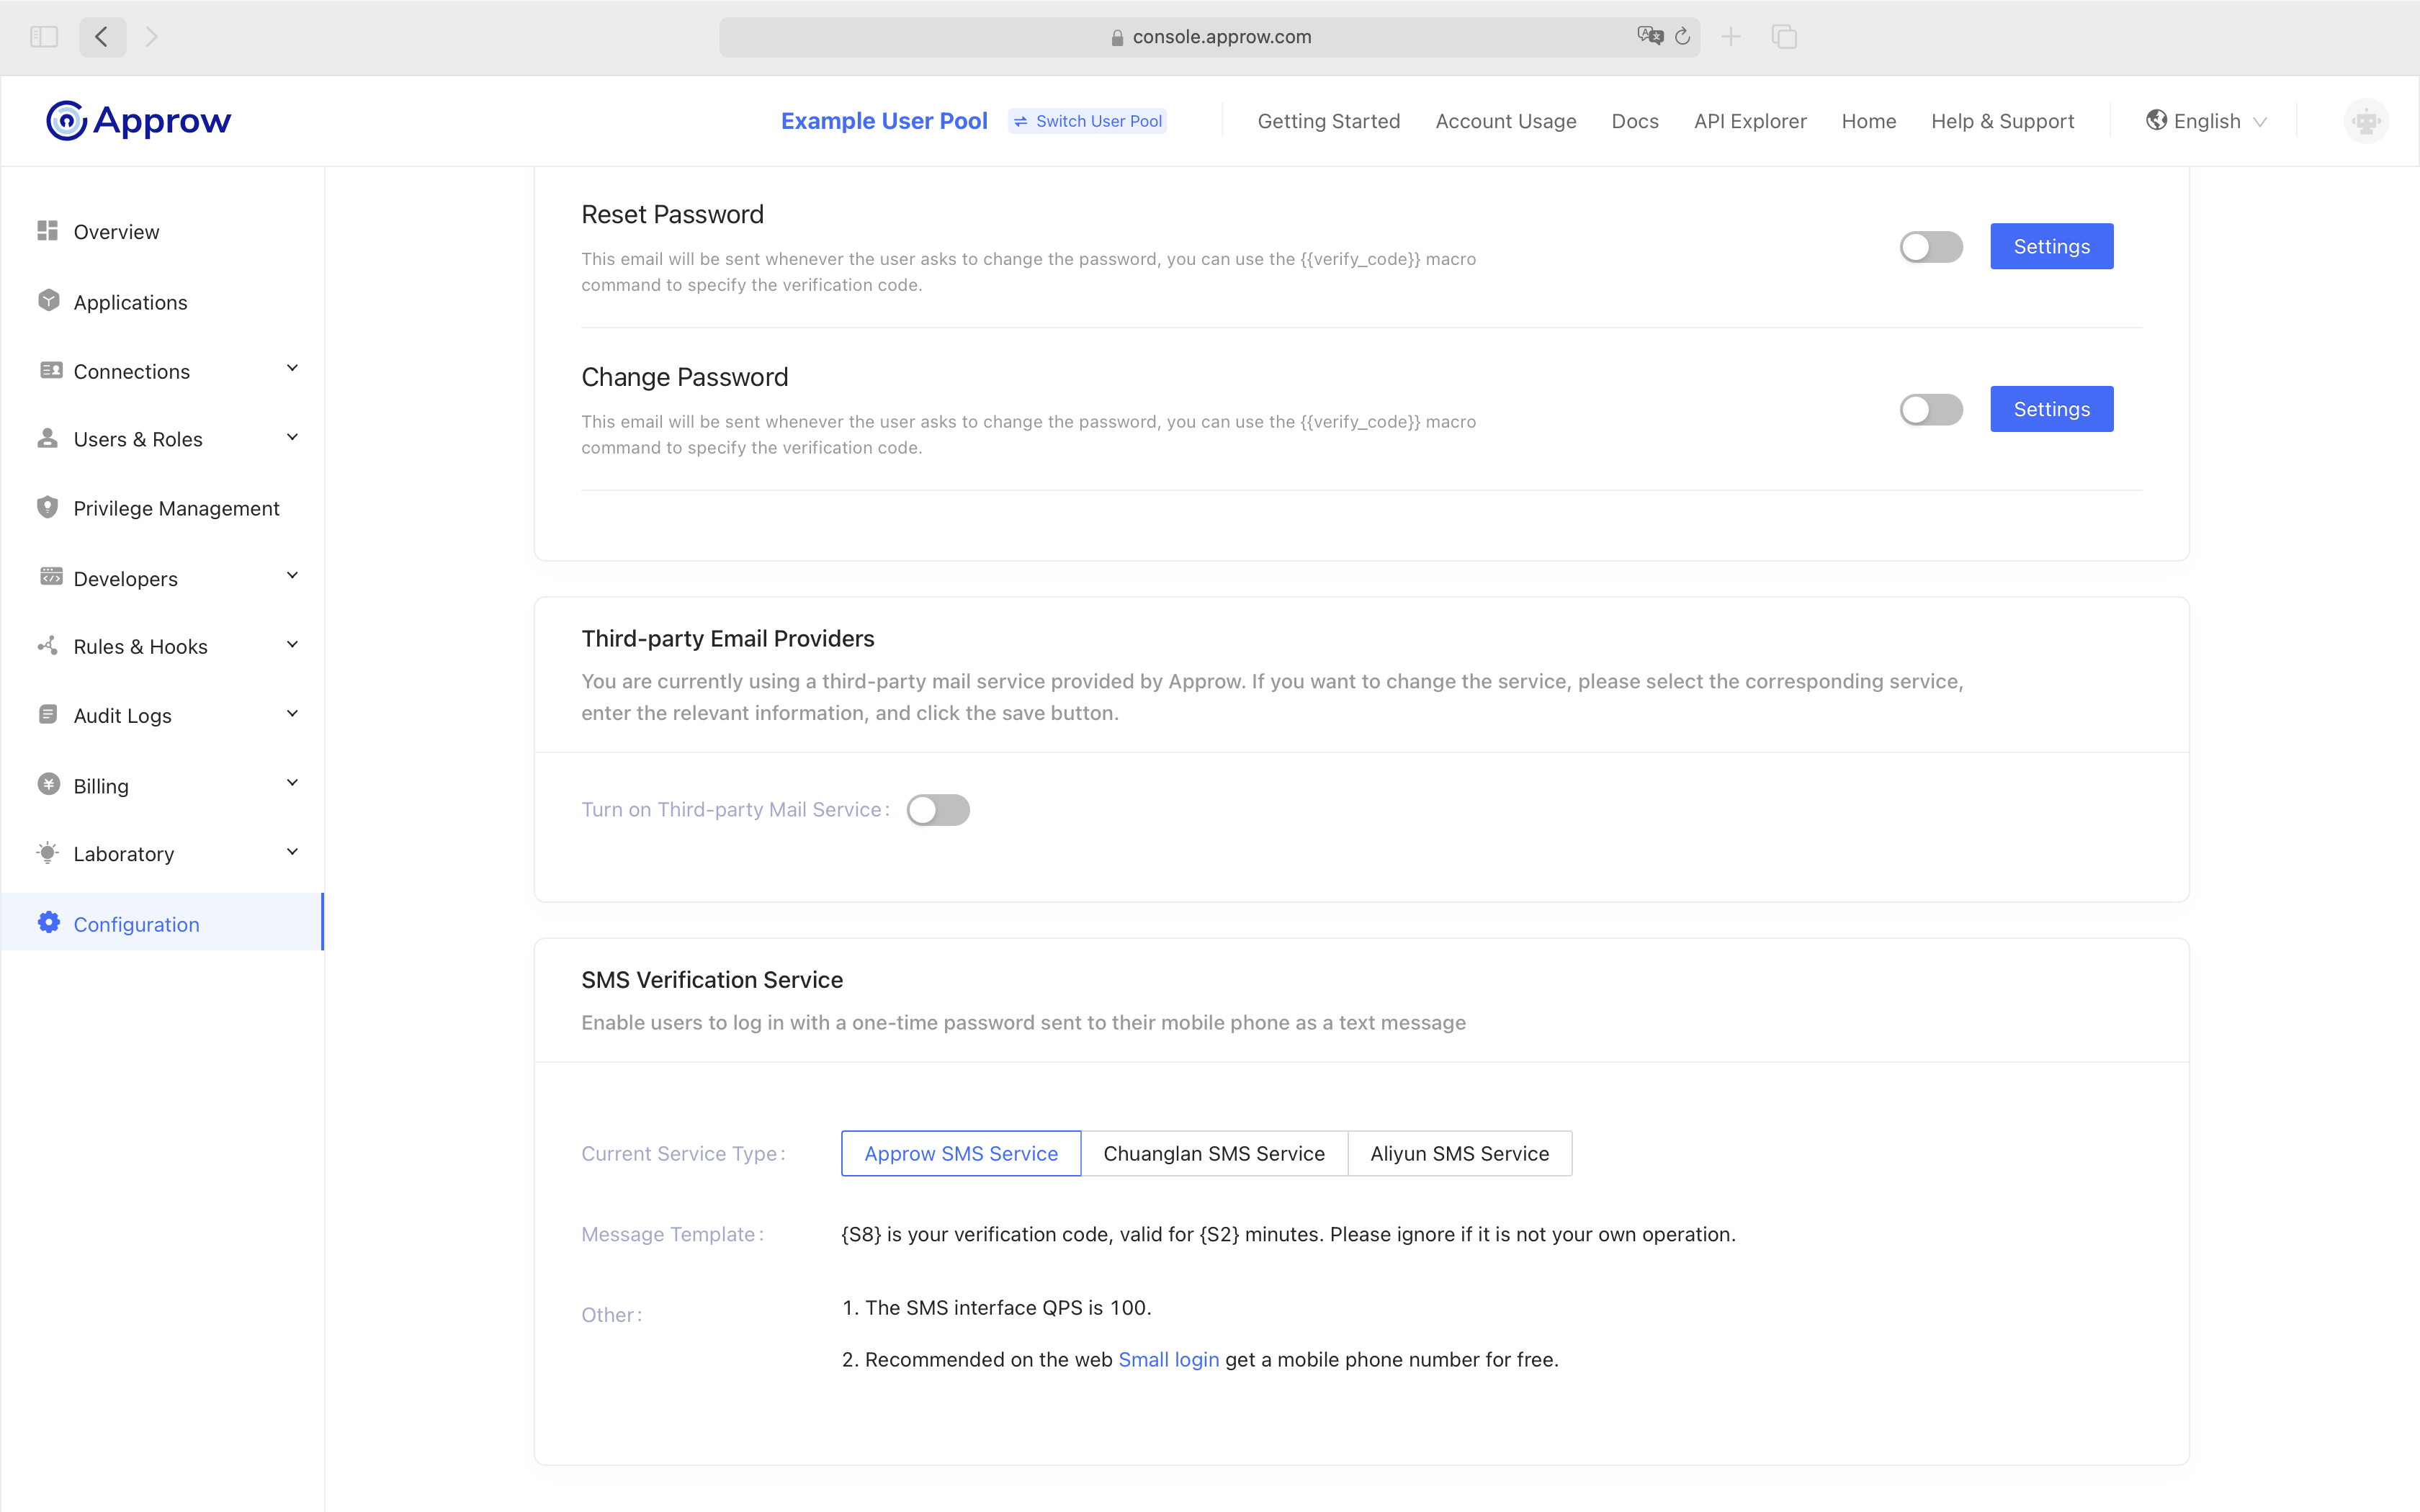 console.approw.com
Approw
Example User Pool
Switch User Pool
Getting Started
Account Usage
Docs
API Explorer
Home
Help & Support
English
Overview
Applications
Connections
Users & Roles
Privilege Management
Developers
Rules & Hooks
Audit Logs
Billing
Laboratory
Configuration
Reset Password
This email will be sent whenever the user asks to change the password, you can use the {{verify_code}} macro
command to specify the verification code.
Settings
Change Password
This email will be sent whenever the user asks to change the password, you can use the {{verify_code}} macro
command to specify the verification code.
Settings
Third-party Email Providers
You are currently using a third-party mail service provided by Approw. If you want to change the service, please select the corresponding service,
enter the relevant information, and click the save button.
Turn on Third-party Mail Service:
SMS Verification Service
Enable users to log in with a one-time password sent to their mobile phone as a text message
Current Service Type: Approw SMS Service Chuanglan SMS Service Aliyun SMS Service
Message Template: {S8} is your verification code, valid for {S2} minutes. Please ignore if it is not your own operation.
Other: 1. The SMS interface QPS is 100.
2. Recommended on the web Small login get a mobile phone number for free.